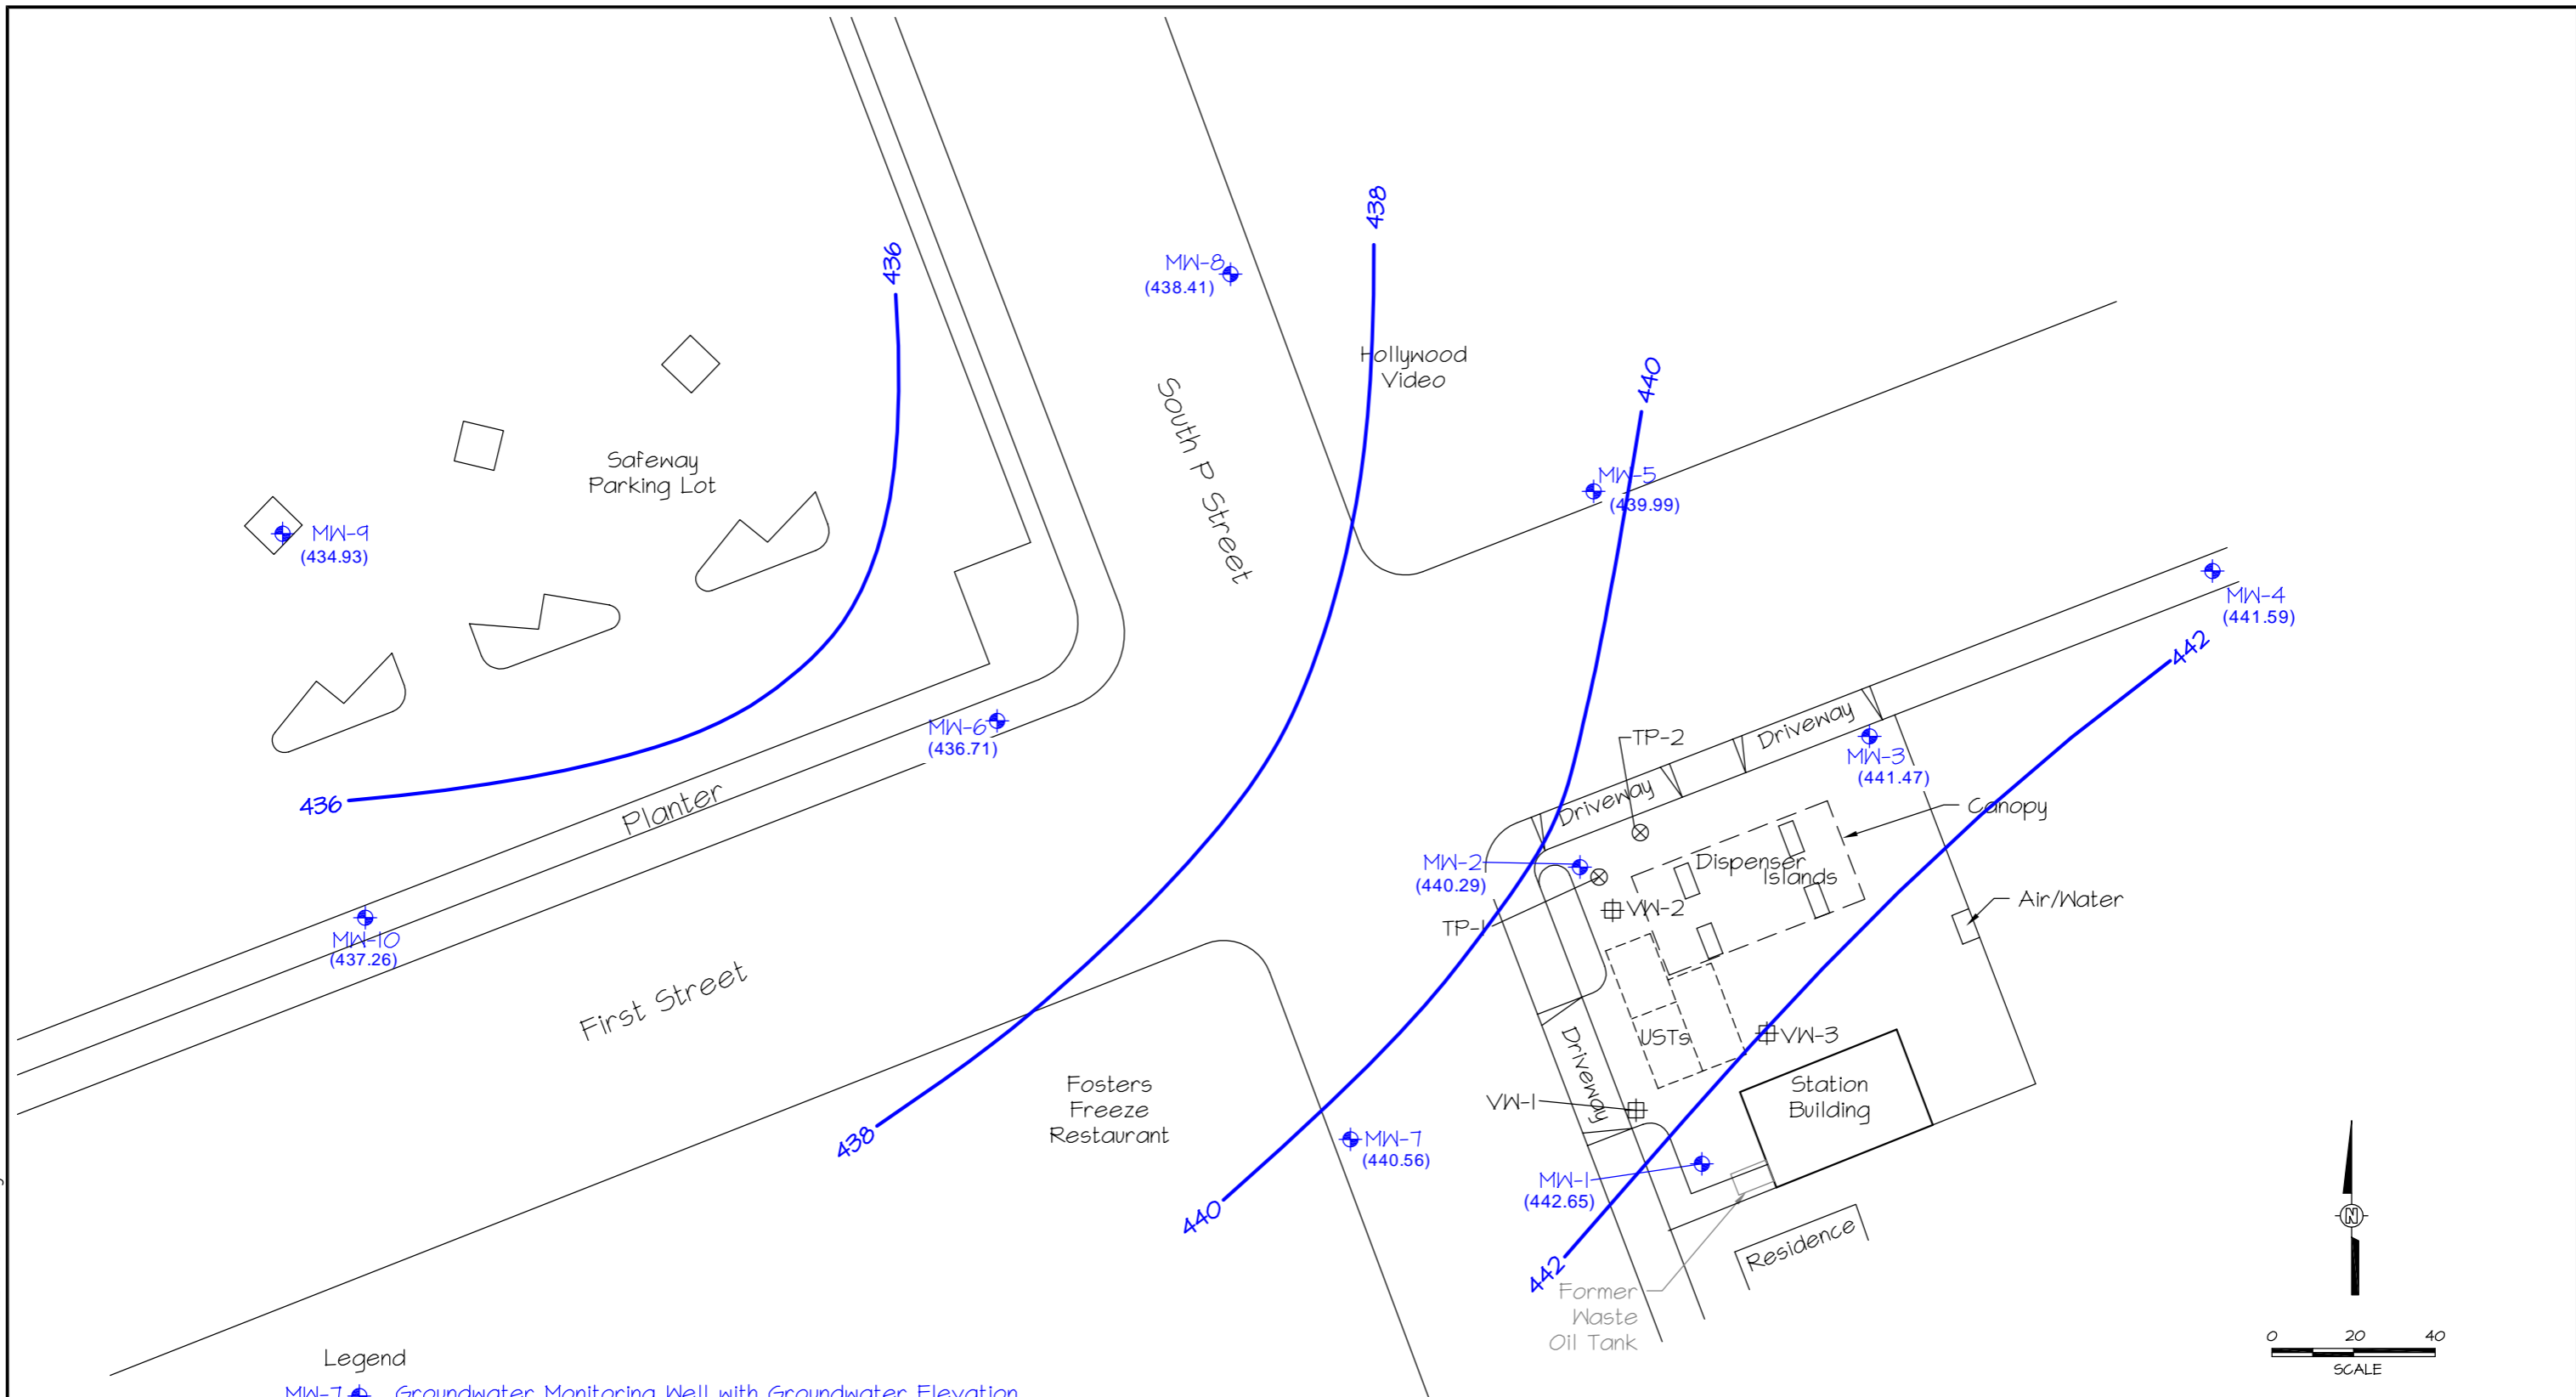 438
436
MW-8
(438.41)
Hollywood
Video
440
South P Street
Safeway
Parking Lot
MW-5
(439.99)
MW-9
(434.93)
MW-4
(441.59)
442
MW-6
(436.71)
Driveway
TP-2
MW-3
(441.47)
436
Planter
Driveway
Canopy
MW-2
(440.29)
Dispenser
Islands
Air/Water
VW-2
TP-1
MW-10
(437.26)
First Street
USTs
VW-3
Driveway
Station
Building
Fosters
Freeze
Restaurant
VW-1
438
MW-7
(440.56)
MW-1
(442.65)
440
Residence
N
442
Former
Waste
Oil Tank
0 20 40
SCALE
Legend
MW-7 Groundwater Monitoring Well with Groundwater Elevation